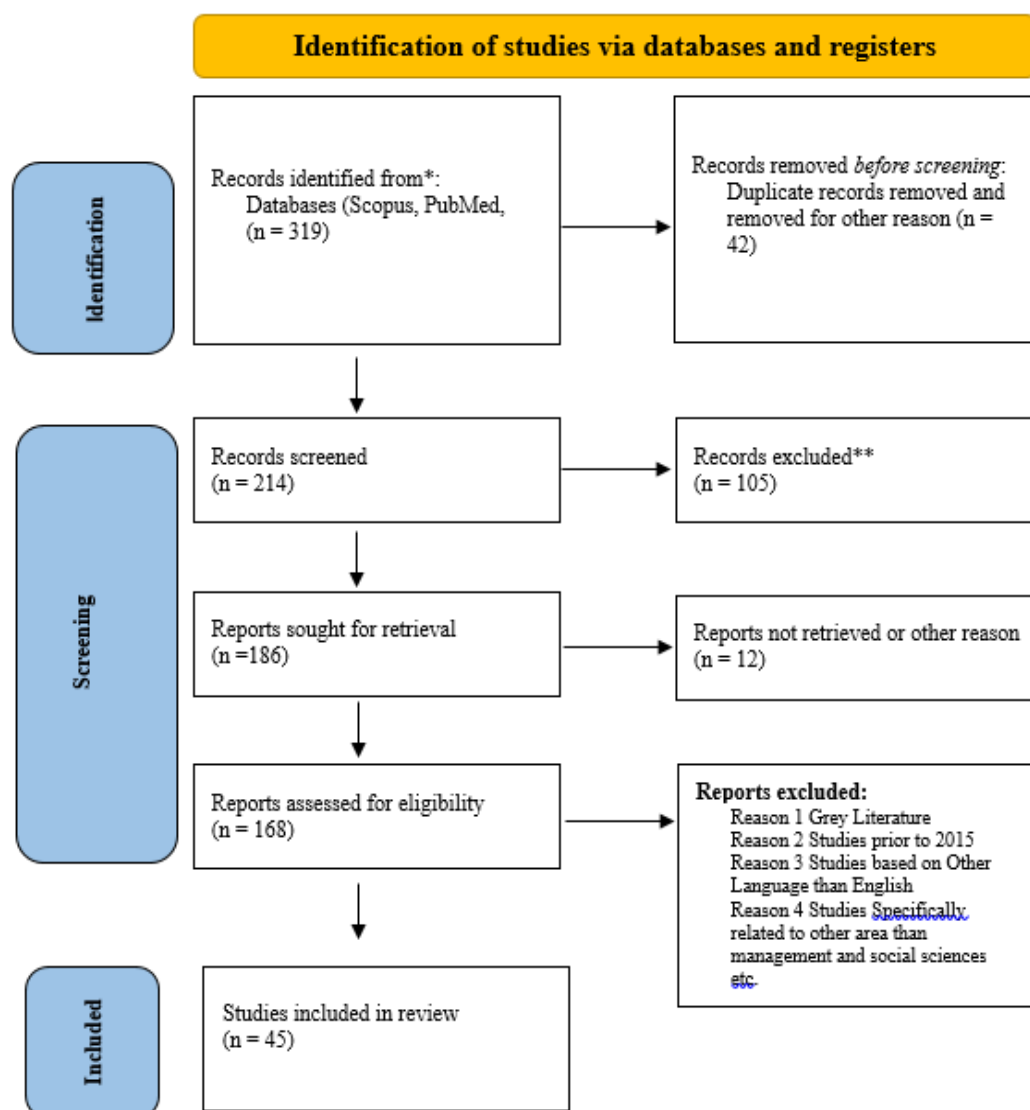 Identification of studies via databases and registers
Identification
Records identified from*:
Databases (Scopus, PubMed,
(n = 319)
Records removed before screening:
Duplicate records removed and
removed for other reason (n =
42)
Screening
Records screened
(n = 214)
Records excluded**
(n = 105)
Reports sought for retrieval
(n =186)
Reports not retrieved or other reason
(n = 12)
Reports assessed for eligibility
(n = 168)
Reports excluded:
Reason 1 Grey Literature
Reason 2 Studies prior to 2015
Reason 3 Studies based on Other
Language than English
Reason 4 Studies Specifically
related to other area than
management and social sciences
etc.
Included
Studies included in review
(n = 45)